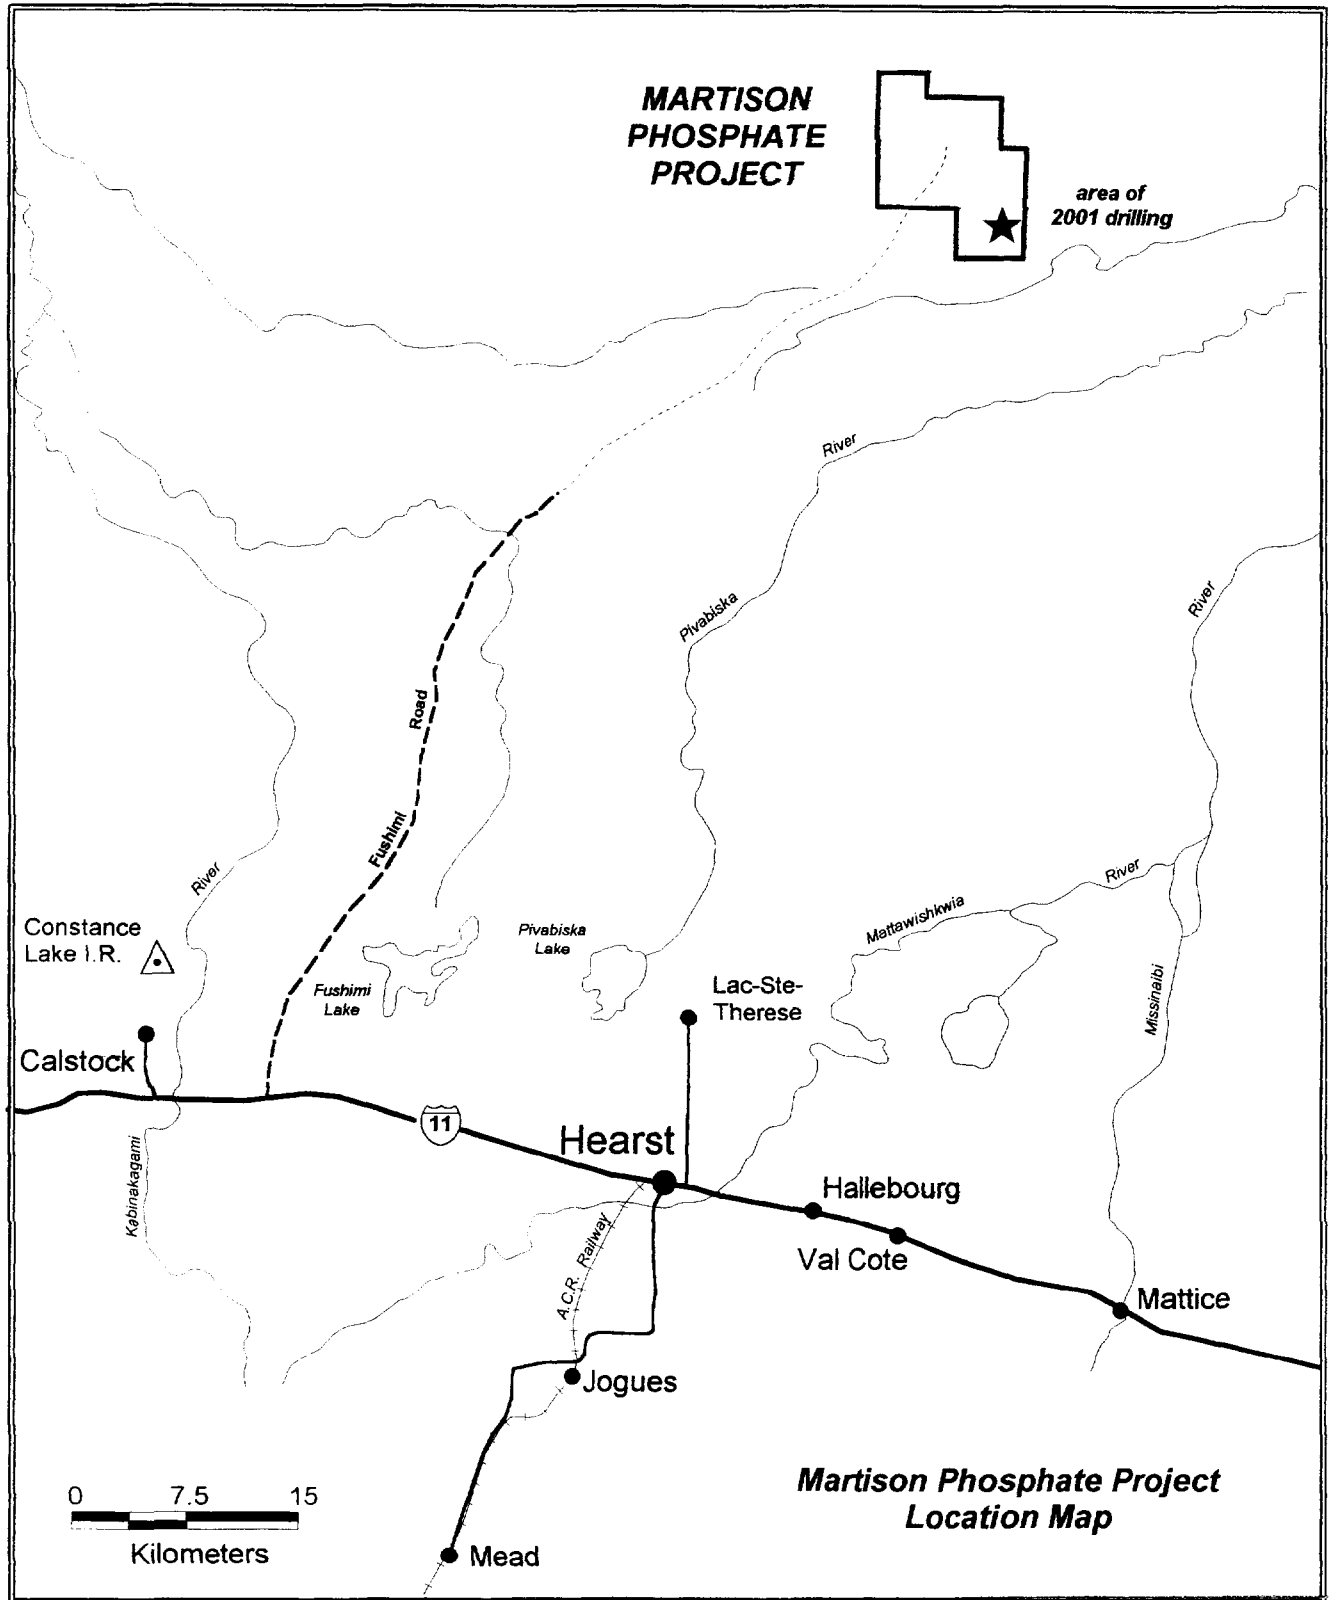 MARTISON
PHOSPHATE
PROJECT
area of
2001 drilling
River
River
Pivabiska
Road
Fushimi
River
River
Mattawishkwia
Constance
Lake I.R.
Pivabiska
Lake
Fushimi
Lake
Lac-Ste-
Therese
Missinaibi
Calstock
11
Hearst
Kabinakagami
Hallebourg
A.C.R. Railway
Val Cote
Mattice
Jogues
0 7.5 15
Kilometers
Martison Phosphate Project
Location Map
Mead